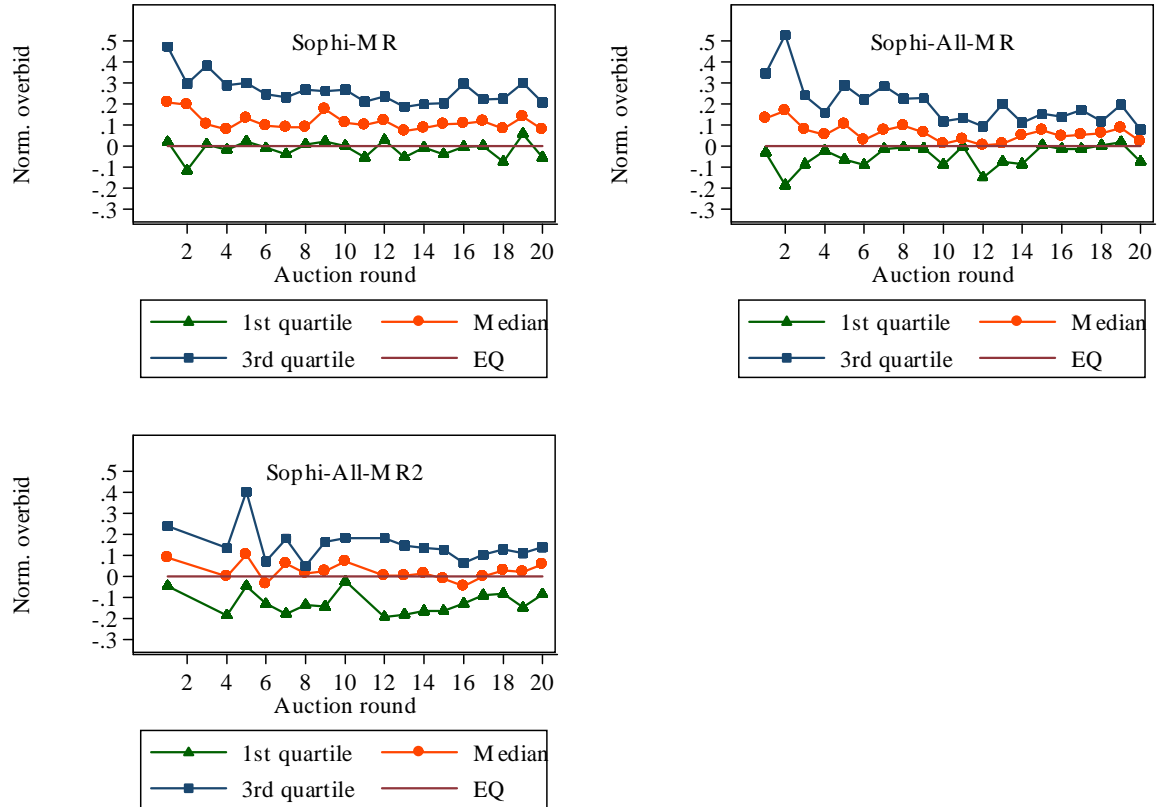 Sophi-MR
Norm. overbid
.5
.4
.3
.2
.1
0
-.1
-.2
-.3
2 4 6 8 10 12 14 16 18 20
Auction round
1st quartile Median
3rd quartile EQ
Sophi-All-MR
Norm. overbid
.5
.4
.3
.2
.1
0
-.1
-.2
-.3
2 4 6 8 10 12 14 16 18 20
Auction round
1st quartile Median
3rd quartile EQ
Sophi-All-MR2
Norm. overbid
.5
.4
.3
.2
.1
0
-.1
-.2
-.3
2 4 6 8 10 12 14 16 18 20
Auction round
1st quartile Median
3rd quartile EQ